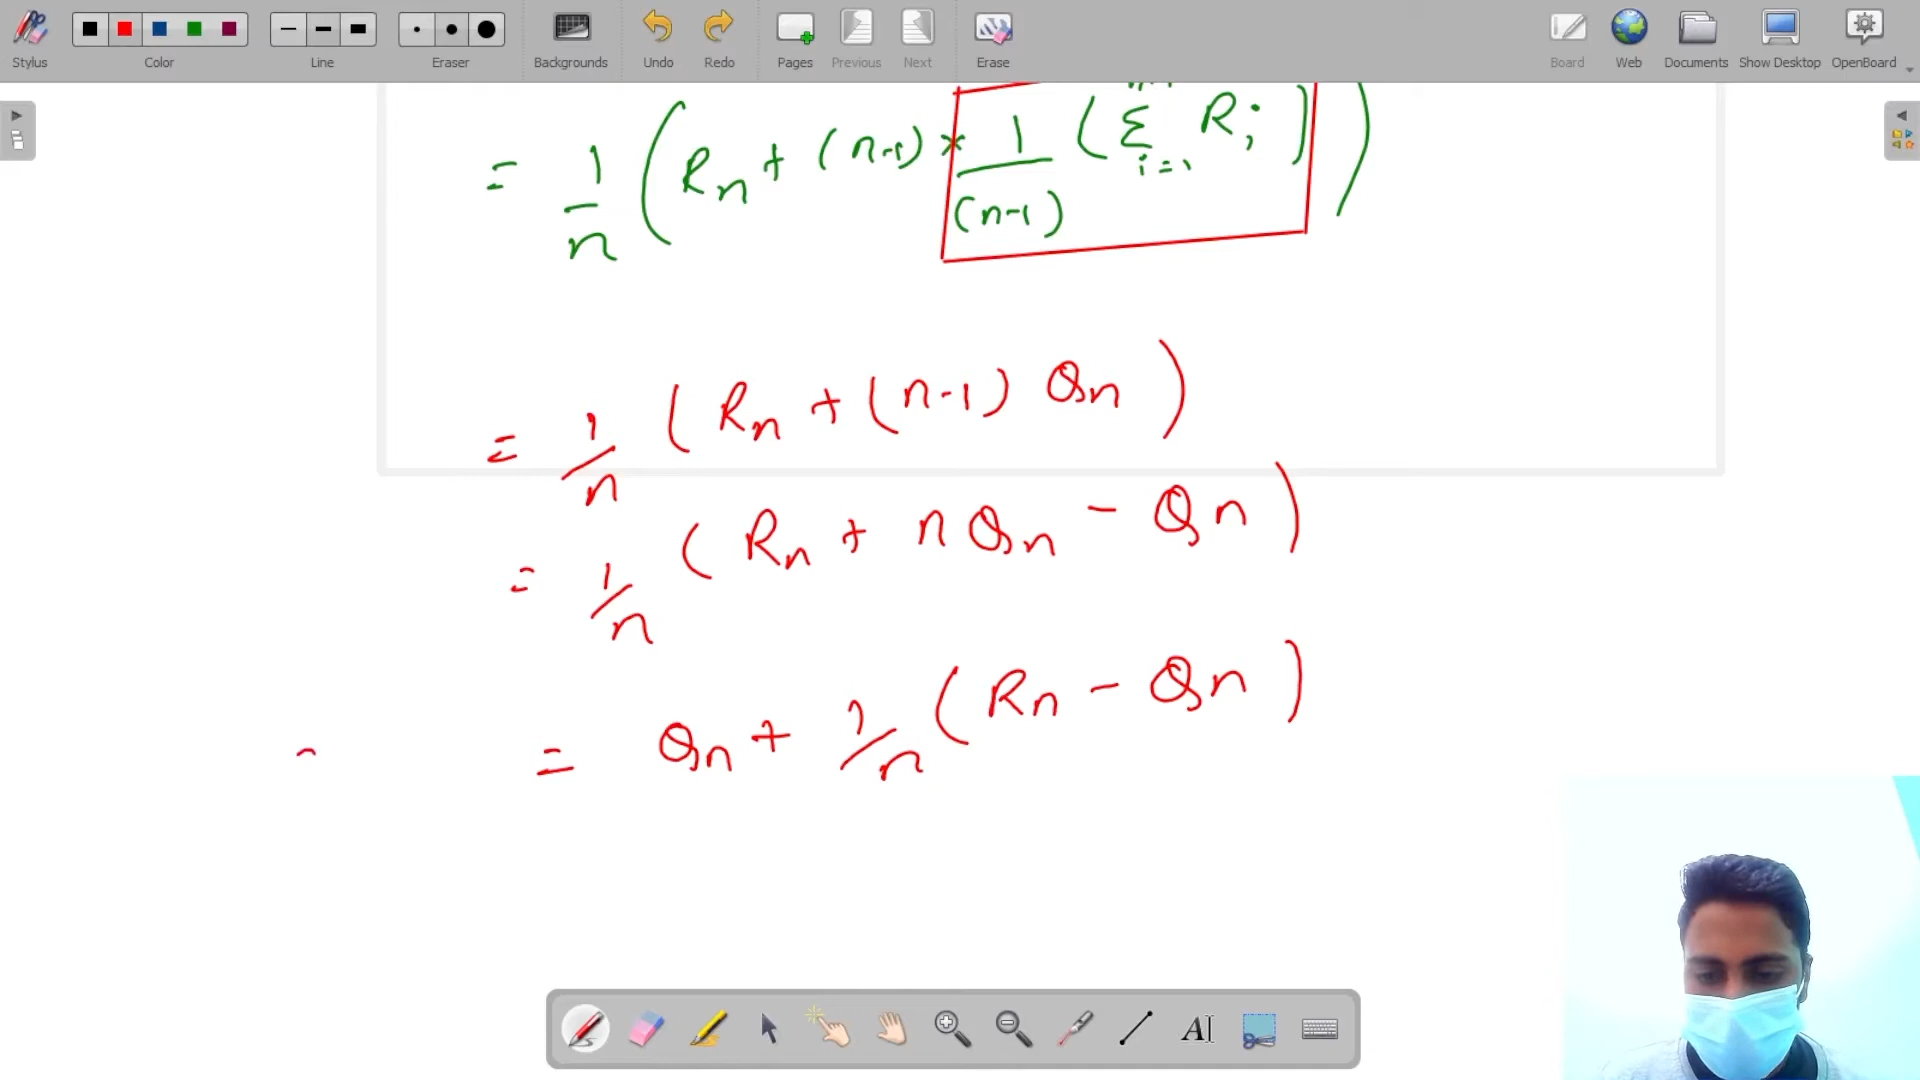 Stylus Color Line Eraser Backgrounds Undo Redo Pages Previous Next Erase Board Web Documents Show Desktop OpenBoard
= 1/n (Rn + (n-1) × 1/(n-1) (Σ i=1 Ri))
= 1/n (Rn + (n-1) Qn)
= 1/n (Rn + n Qn - Qn)
= Qn + 1/n (Rn - Qn)